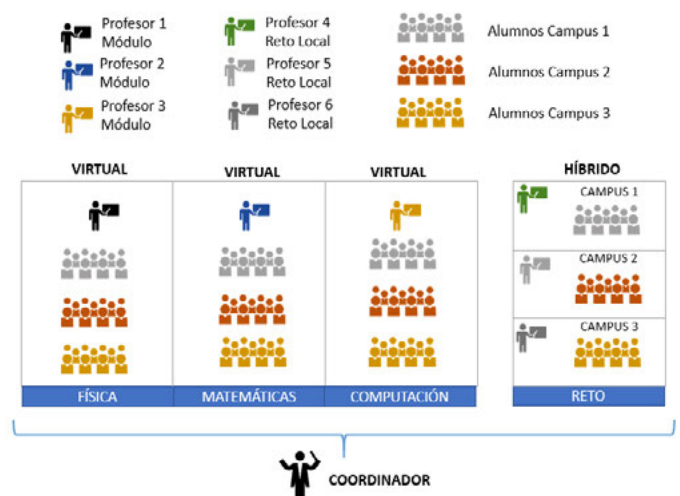 Profesor 1
Módulo
Profesor 2
Módulo
Profesor 3
Módulo
Profesor 4
Reto Local
Profesor 5
Reto Local
Profesor 6
Reto Local
Alumnos Campus 1
Alumnos Campus 2
Alumnos Campus 3
VIRTUAL
VIRTUAL
VIRTUAL
HÍBRIDO
CAMPUS 1
CAMPUS 2
CAMPUS 3
FÍSICA
MATEMÁTICAS
COMPUTACIÓN
RETO
COORDINADOR